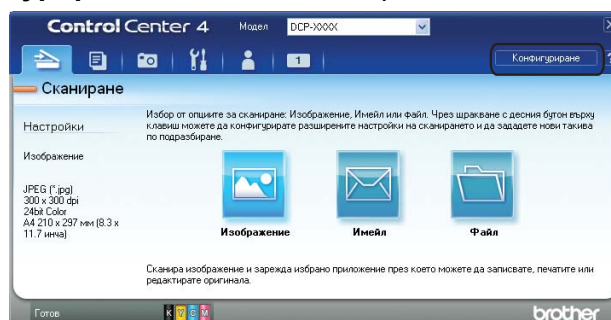 Control Center 4
Модел
DCP-XXXX
X
1
Конфигуриране
?
Сканиране
Настройки
Изображение
JPEG (*.jpg)
300 x 300 dpi
24bit Color
A4 210 x 297 мм (8.3 x
11.7 инча)
Избор от опциите за сканиране: Изображение, Имейл или файл. Чрез щракване с десния бутон върху
клавиш можете да конфигурирате разширените настройки на сканирането и да зададете нови такива
по подразбиране.
Изображение
Имейл
Файл
Сканира изображение и зарежда избрано приложение през което можете да записвате, печатите или
редактирате оригинала.
Готов
K Y C M
brother